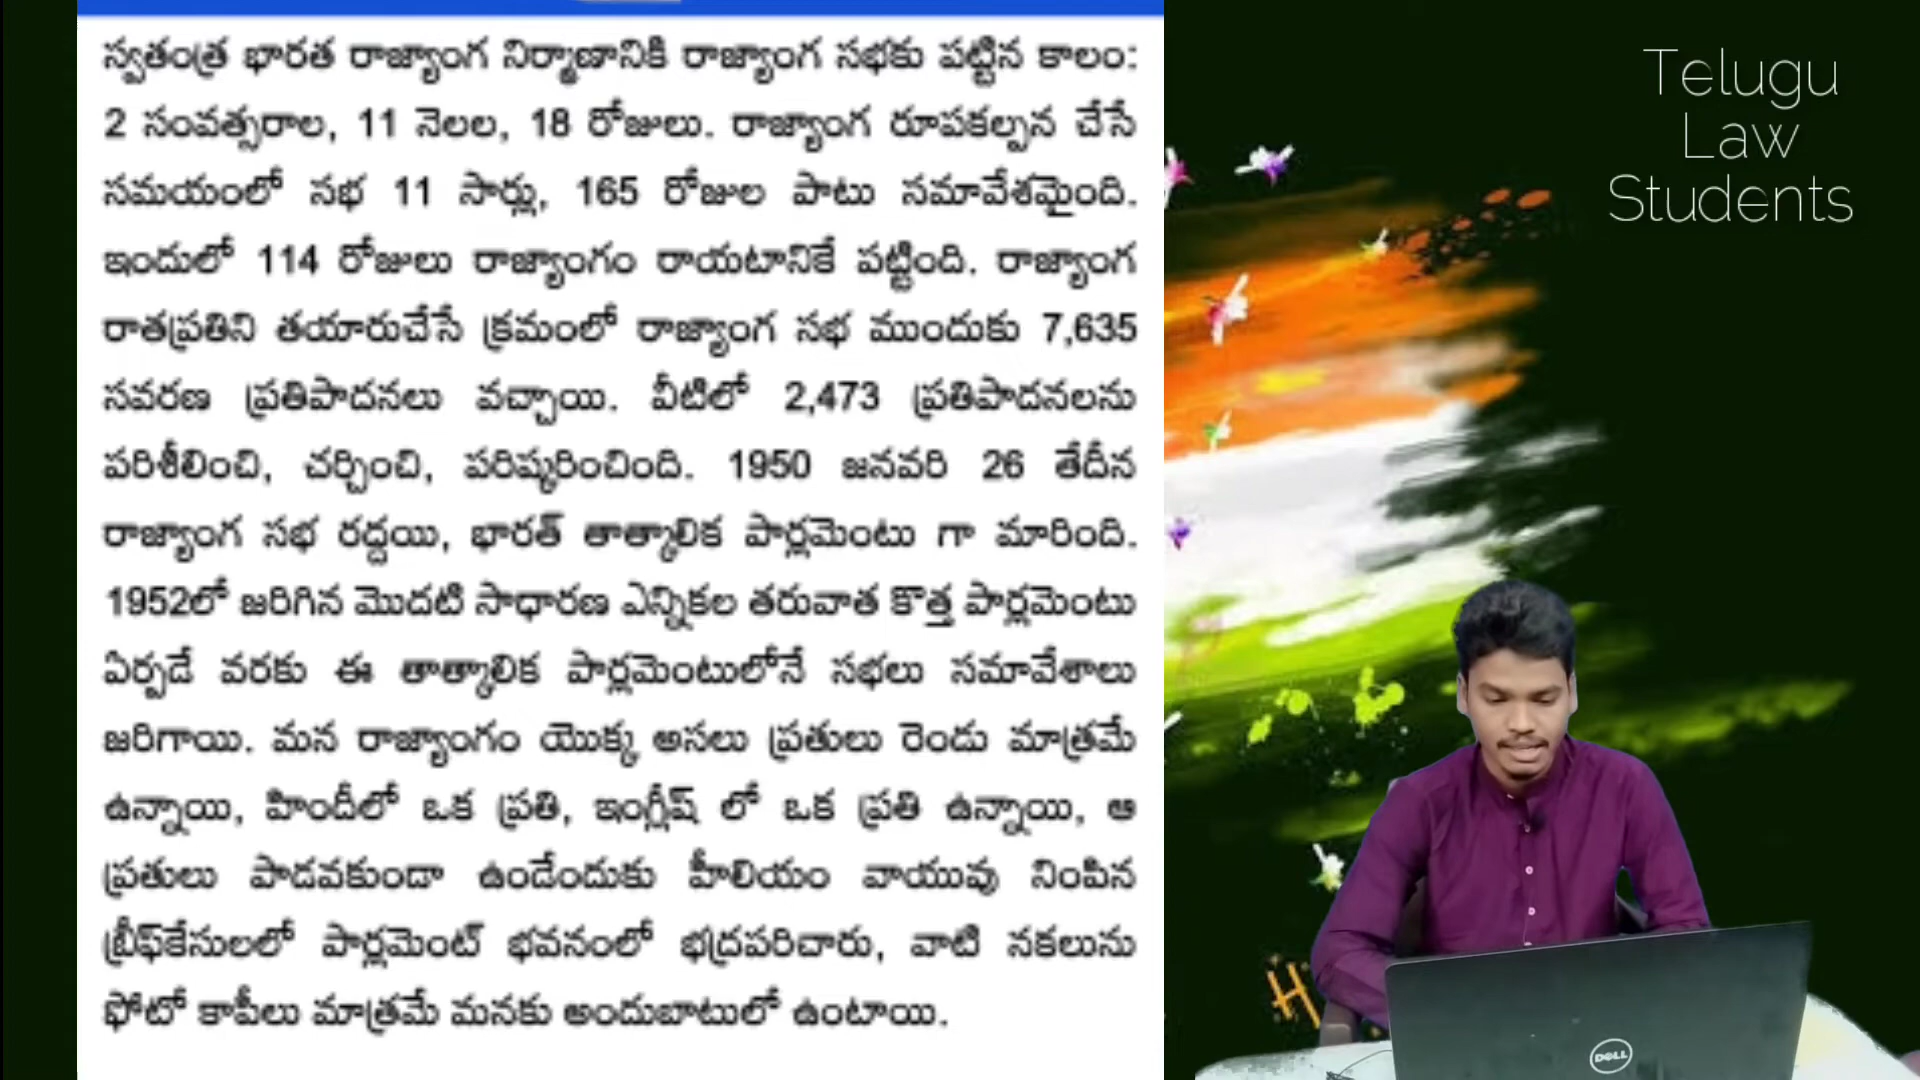 స్వతంత్ర భారత రాజ్యాంగ నిర్మాణానికి రాజ్యాంగ సభకు పట్టిన కాలం:
2 సంవత్సరాల, 11 నెలల, 18 రోజులు. రాజ్యాంగ రూపకల్పన చేసే
సమయంలో సభ 11 సార్లు, 165 రోజుల పాటు సమావేశమైంది.
ఇందులో 114 రోజులు రాజ్యాంగం రాయటానికే పట్టింది. రాజ్యాంగ
రాతప్రతిని తయారుచేసే క్రమంలో రాజ్యాంగ సభ ముందుకు 7,635
సవరణ ప్రతిపాదనలు వచ్చాయి. వీటిలో 2,473 ప్రతిపాదనలను
పరిశీలించి, చర్చించి, పరిష్కరించింది. 1950 జనవరి 26 తేదీన
రాజ్యాంగ సభ రద్దయి, భారత్ తాత్కాలిక పార్లమెంటు గా మారింది.
1952లో జరిగిన మొదటి సాధారణ ఎన్నికల తరువాత కొత్త పార్లమెంటు
ఏర్పడే వరకు ఈ తాత్కాలిక పార్లమెంటులోనే సభలు సమావేశాలు
జరిగాయి. మన రాజ్యాంగం యొక్క అసలు ప్రతులు రెండు మాత్రమే
ఉన్నాయి, హిందీలో ఒక ప్రతి, ఇంగ్లీష్ లో ఒక ప్రతి ఉన్నాయి, ఆ
ప్రతులు పాడవకుండా ఉండేందుకు హీలియం వాయువు నింపిన
బ్రీఫ్‌కేసులలో పార్లమెంట్ భవనంలో భద్రపరిచారు, వాటి నకలును
ఫోటో కాపీలు మాత్రమే మనకు అందుబాటులో ఉంటాయి.
Telugu
Law
Students
H
DELL